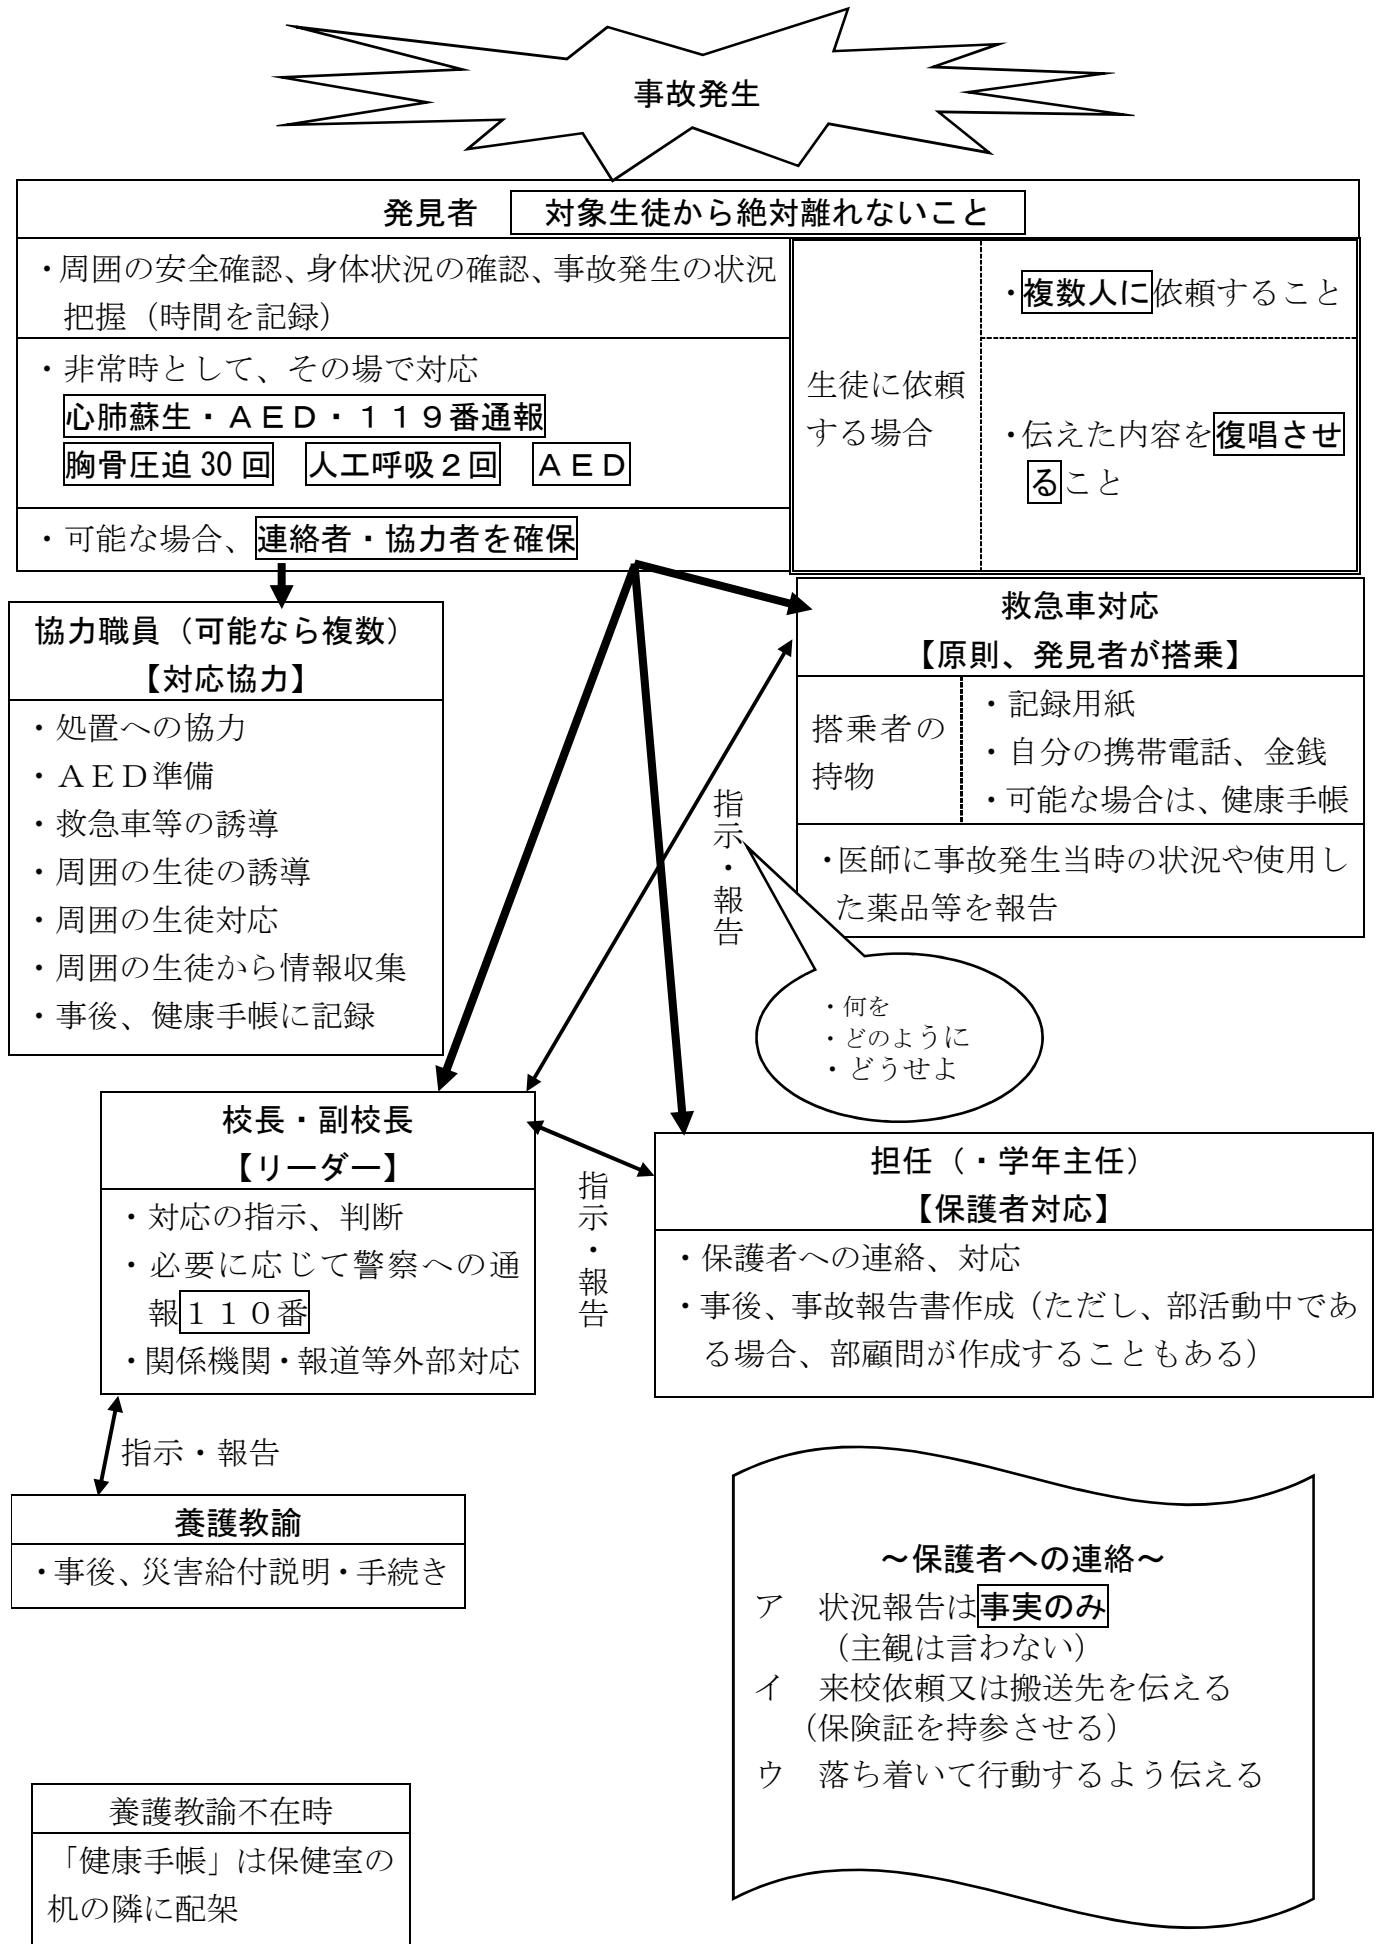 事故発生
発見者　対象生徒から絶対離れないこと
・周囲の安全確認、身体状況の確認、事故発生の状況
把握（時間を記録）
・非常時として、その場で対応
心肺蘇生・ＡＥＤ・１１９番通報
胸骨圧迫30回　人工呼吸２回　ＡＥＤ
・可能な場合、連絡者・協力者を確保
生徒に依頼
する場合
・複数人に依頼すること
・伝えた内容を復唱させ
ること
協力職員（可能なら複数）
【対応協力】
・処置への協力
・ＡＥＤ準備
・救急車等の誘導
・周囲の生徒の誘導
・周囲の生徒対応
・周囲の生徒から情報収集
・事後、健康手帳に記録
救急車対応
【原則、発見者が搭乗】
搭乗者の
持物
・記録用紙
・自分の携帯電話、金銭
・可能な場合は、健康手帳
・医師に事故発生当時の状況や使用し
た薬品等を報告
指示・報告
・何を
・どのように
・どうせよ
校長・副校長
【リーダー】
・対応の指示、判断
・必要に応じて警察への通
報１１０番
・関係機関・報道等外部対応
指示・報告
担任（・学年主任）
【保護者対応】
・保護者への連絡、対応
・事後、事故報告書作成（ただし、部活動中であ
る場合、部顧問が作成することもある）
指示・報告
養護教諭
・事後、災害給付説明・手続き
～保護者への連絡～
ア　状況報告は事実のみ
（主観は言わない）
イ　来校依頼又は搬送先を伝える
（保険証を持参させる）
ウ　落ち着いて行動するよう伝える
養護教諭不在時
「健康手帳」は保健室の
机の隣に配架